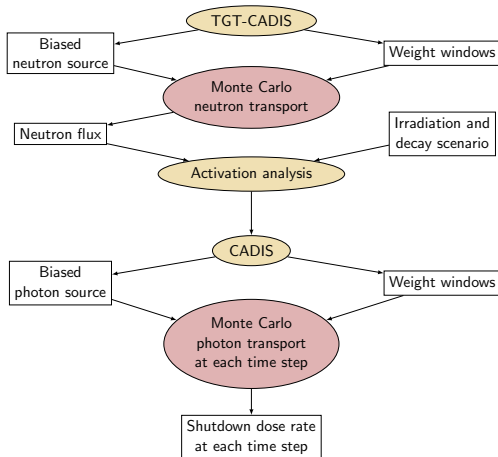 TGT-CADIS
Biased
neutron source
Weight windows
Monte Carlo
neutron transport
Neutron flux
Irradiation and
decay scenario
Activation analysis
CADIS
Biased
photon source
Weight windows
Monte Carlo
photon transport
at each time step
Shutdown dose rate
at each time step